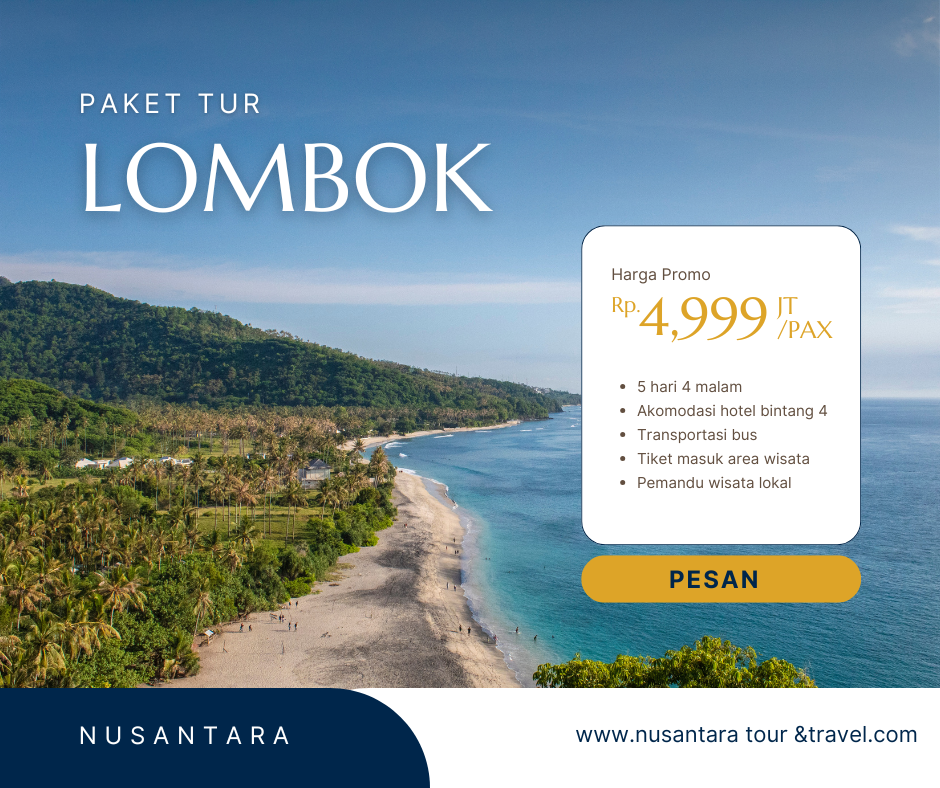 PAKET TUR
LOMBOK
Harga Promo
Rp.4,999 JT
/PAX
5 hari 4 malam
Akomodasi hotel bintang 4
Transportasi bus
Tiket masuk area wisata
Pemandu wisata lokal
PESAN
NUSANTARA
www.nusantara tour &travel.com